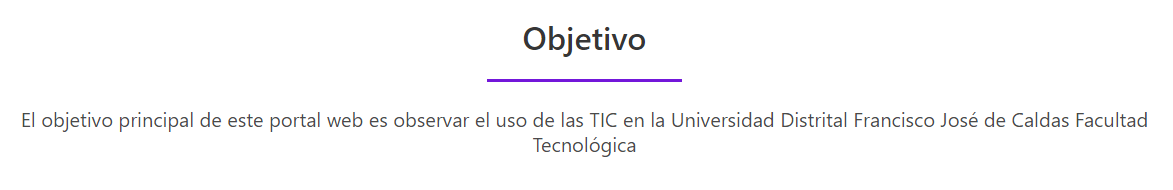 Objetivo
El objetivo principal de este portal web es observar el uso de las TIC en la Universidad Distrital Francisco José de Caldas Facultad
Tecnológica